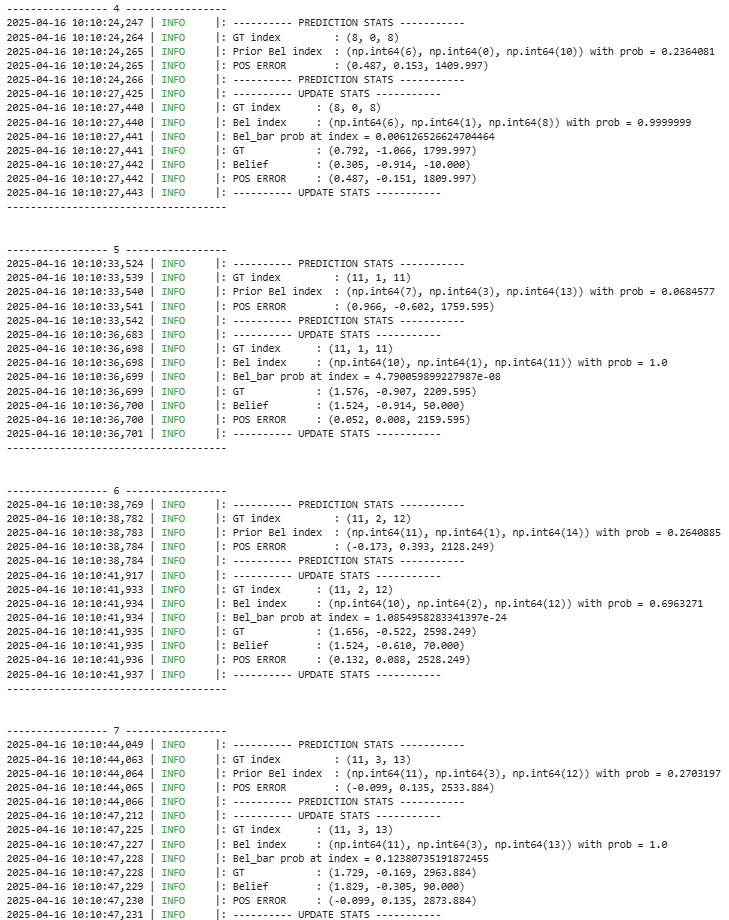 ----------------- 4 -----------------
2025-04-16 10:10:24,247 | INFO     |: ---------- PREDICTION STATS -----------
2025-04-16 10:10:24,264 | INFO     |: GT index         : (8, 0, 8)
2025-04-16 10:10:24,265 | INFO     |: Prior Bel index  : (np.int64(6), np.int64(0), np.int64(10)) with prob = 0.2364081
2025-04-16 10:10:24,265 | INFO     |: POS ERROR        : (0.487, 0.153, 1409.997)
2025-04-16 10:10:24,266 | INFO     |: ---------- PREDICTION STATS -----------
2025-04-16 10:10:27,425 | INFO     |: ---------- UPDATE STATS -----------
2025-04-16 10:10:27,440 | INFO     |: GT index      : (8, 0, 8)
2025-04-16 10:10:27,440 | INFO     |: Bel index     : (np.int64(6), np.int64(1), np.int64(8)) with prob = 0.9999999
2025-04-16 10:10:27,441 | INFO     |: Bel_bar prob at index = 0.006126526624704464
2025-04-16 10:10:27,441 | INFO     |: GT            : (0.792, -1.066, 1799.997)
2025-04-16 10:10:27,442 | INFO     |: Belief        : (0.305, -0.914, -10.000)
2025-04-16 10:10:27,442 | INFO     |: POS ERROR     : (0.487, -0.151, 1809.997)
2025-04-16 10:10:27,443 | INFO     |: ---------- UPDATE STATS -----------
-------------------------------------
----------------- 5 -----------------
2025-04-16 10:10:33,524 | INFO     |: ---------- PREDICTION STATS -----------
2025-04-16 10:10:33,539 | INFO     |: GT index         : (11, 1, 11)
2025-04-16 10:10:33,540 | INFO     |: Prior Bel index  : (np.int64(7), np.int64(3), np.int64(13)) with prob = 0.0684577
2025-04-16 10:10:33,541 | INFO     |: POS ERROR        : (0.966, -0.602, 1759.595)
2025-04-16 10:10:33,542 | INFO     |: ---------- PREDICTION STATS -----------
2025-04-16 10:10:36,683 | INFO     |: ---------- UPDATE STATS -----------
2025-04-16 10:10:36,698 | INFO     |: GT index      : (11, 1, 11)
2025-04-16 10:10:36,698 | INFO     |: Bel index     : (np.int64(10), np.int64(1), np.int64(11)) with prob = 1.0
2025-04-16 10:10:36,699 | INFO     |: Bel_bar prob at index = 4.790059899227987e-08
2025-04-16 10:10:36,699 | INFO     |: GT            : (1.576, -0.907, 2209.595)
2025-04-16 10:10:36,700 | INFO     |: Belief        : (1.524, -0.914, 50.000)
2025-04-16 10:10:36,700 | INFO     |: POS ERROR     : (0.052, 0.008, 2159.595)
2025-04-16 10:10:36,701 | INFO     |: ---------- UPDATE STATS -----------
-------------------------------------
----------------- 6 -----------------
2025-04-16 10:10:38,769 | INFO     |: ---------- PREDICTION STATS -----------
2025-04-16 10:10:38,782 | INFO     |: GT index         : (11, 2, 12)
2025-04-16 10:10:38,783 | INFO     |: Prior Bel index  : (np.int64(11), np.int64(1), np.int64(14)) with prob = 0.2640885
2025-04-16 10:10:38,784 | INFO     |: POS ERROR        : (-0.173, 0.393, 2128.249)
2025-04-16 10:10:38,784 | INFO     |: ---------- PREDICTION STATS -----------
2025-04-16 10:10:41,917 | INFO     |: ---------- UPDATE STATS -----------
2025-04-16 10:10:41,933 | INFO     |: GT index      : (11, 2, 12)
2025-04-16 10:10:41,934 | INFO     |: Bel index     : (np.int64(10), np.int64(2), np.int64(12)) with prob = 0.6963271
2025-04-16 10:10:41,934 | INFO     |: Bel_bar prob at index = 1.0854958283341397e-24
2025-04-16 10:10:41,935 | INFO     |: GT            : (1.656, -0.522, 2598.249)
2025-04-16 10:10:41,935 | INFO     |: Belief        : (1.524, -0.610, 70.000)
2025-04-16 10:10:41,936 | INFO     |: POS ERROR     : (0.132, 0.088, 2528.249)
2025-04-16 10:10:41,937 | INFO     |: ---------- UPDATE STATS -----------
-------------------------------------
----------------- 7 -----------------
2025-04-16 10:10:44,049 | INFO     |: ---------- PREDICTION STATS -----------
2025-04-16 10:10:44,063 | INFO     |: GT index         : (11, 3, 13)
2025-04-16 10:10:44,064 | INFO     |: Prior Bel index  : (np.int64(11), np.int64(3), np.int64(12)) with prob = 0.2703197
2025-04-16 10:10:44,065 | INFO     |: POS ERROR        : (-0.099, 0.135, 2533.884)
2025-04-16 10:10:44,066 | INFO     |: ---------- PREDICTION STATS -----------
2025-04-16 10:10:47,212 | INFO     |: ---------- UPDATE STATS -----------
2025-04-16 10:10:47,225 | INFO     |: GT index      : (11, 3, 13)
2025-04-16 10:10:47,227 | INFO     |: Bel index     : (np.int64(11), np.int64(3), np.int64(13)) with prob = 1.0
2025-04-16 10:10:47,228 | INFO     |: Bel_bar prob at index = 0.12380735191872455
2025-04-16 10:10:47,228 | INFO     |: GT            : (1.729, -0.169, 2963.884)
2025-04-16 10:10:47,229 | INFO     |: Belief        : (1.829, -0.305, 90.000)
2025-04-16 10:10:47,230 | INFO     |: POS ERROR     : (-0.099, 0.135, 2873.884)
2025-04-16 10:10:47,231 | INFO     |: ---------- UPDATE STATS -----------